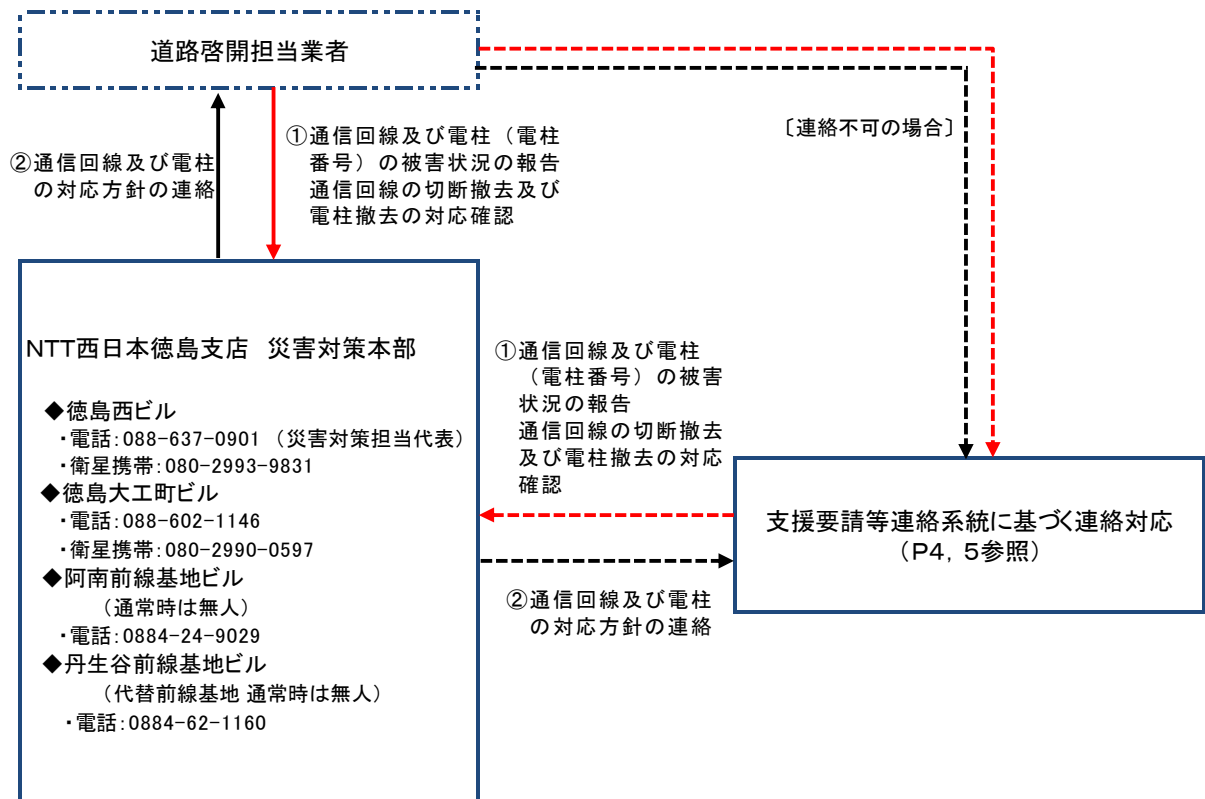 道路啓開担当業者
〔連絡不可の場合〕
①通信回線及び電柱（電柱
番号）の被害状況の報告
通信回線の切断撤去及び
電柱撤去の対応確認
②通信回線及び電柱
の対応方針の連絡
NTT西日本徳島支店　災害対策本部
◆徳島西ビル
・電話：088-637-0901 （災害対策担当代表）
・衛星携帯：080-2993-9831
◆徳島大工町ビル
・電話：088-602-1146
・衛星携帯：080-2990-0597
◆阿南前線基地ビル
（通常時は無人）
・電話：0884-24-9029
◆丹生谷前線基地ビル
（代替前線基地 通常時は無人）
・電話：0884-62-1160
①通信回線及び電柱
（電柱番号）の被害
状況の報告
通信回線の切断撤去
及び電柱撤去の対応
確認
②通信回線及び電柱
の対応方針の連絡
支援要請等連絡系統に基づく連絡対応
（P4，5参照）